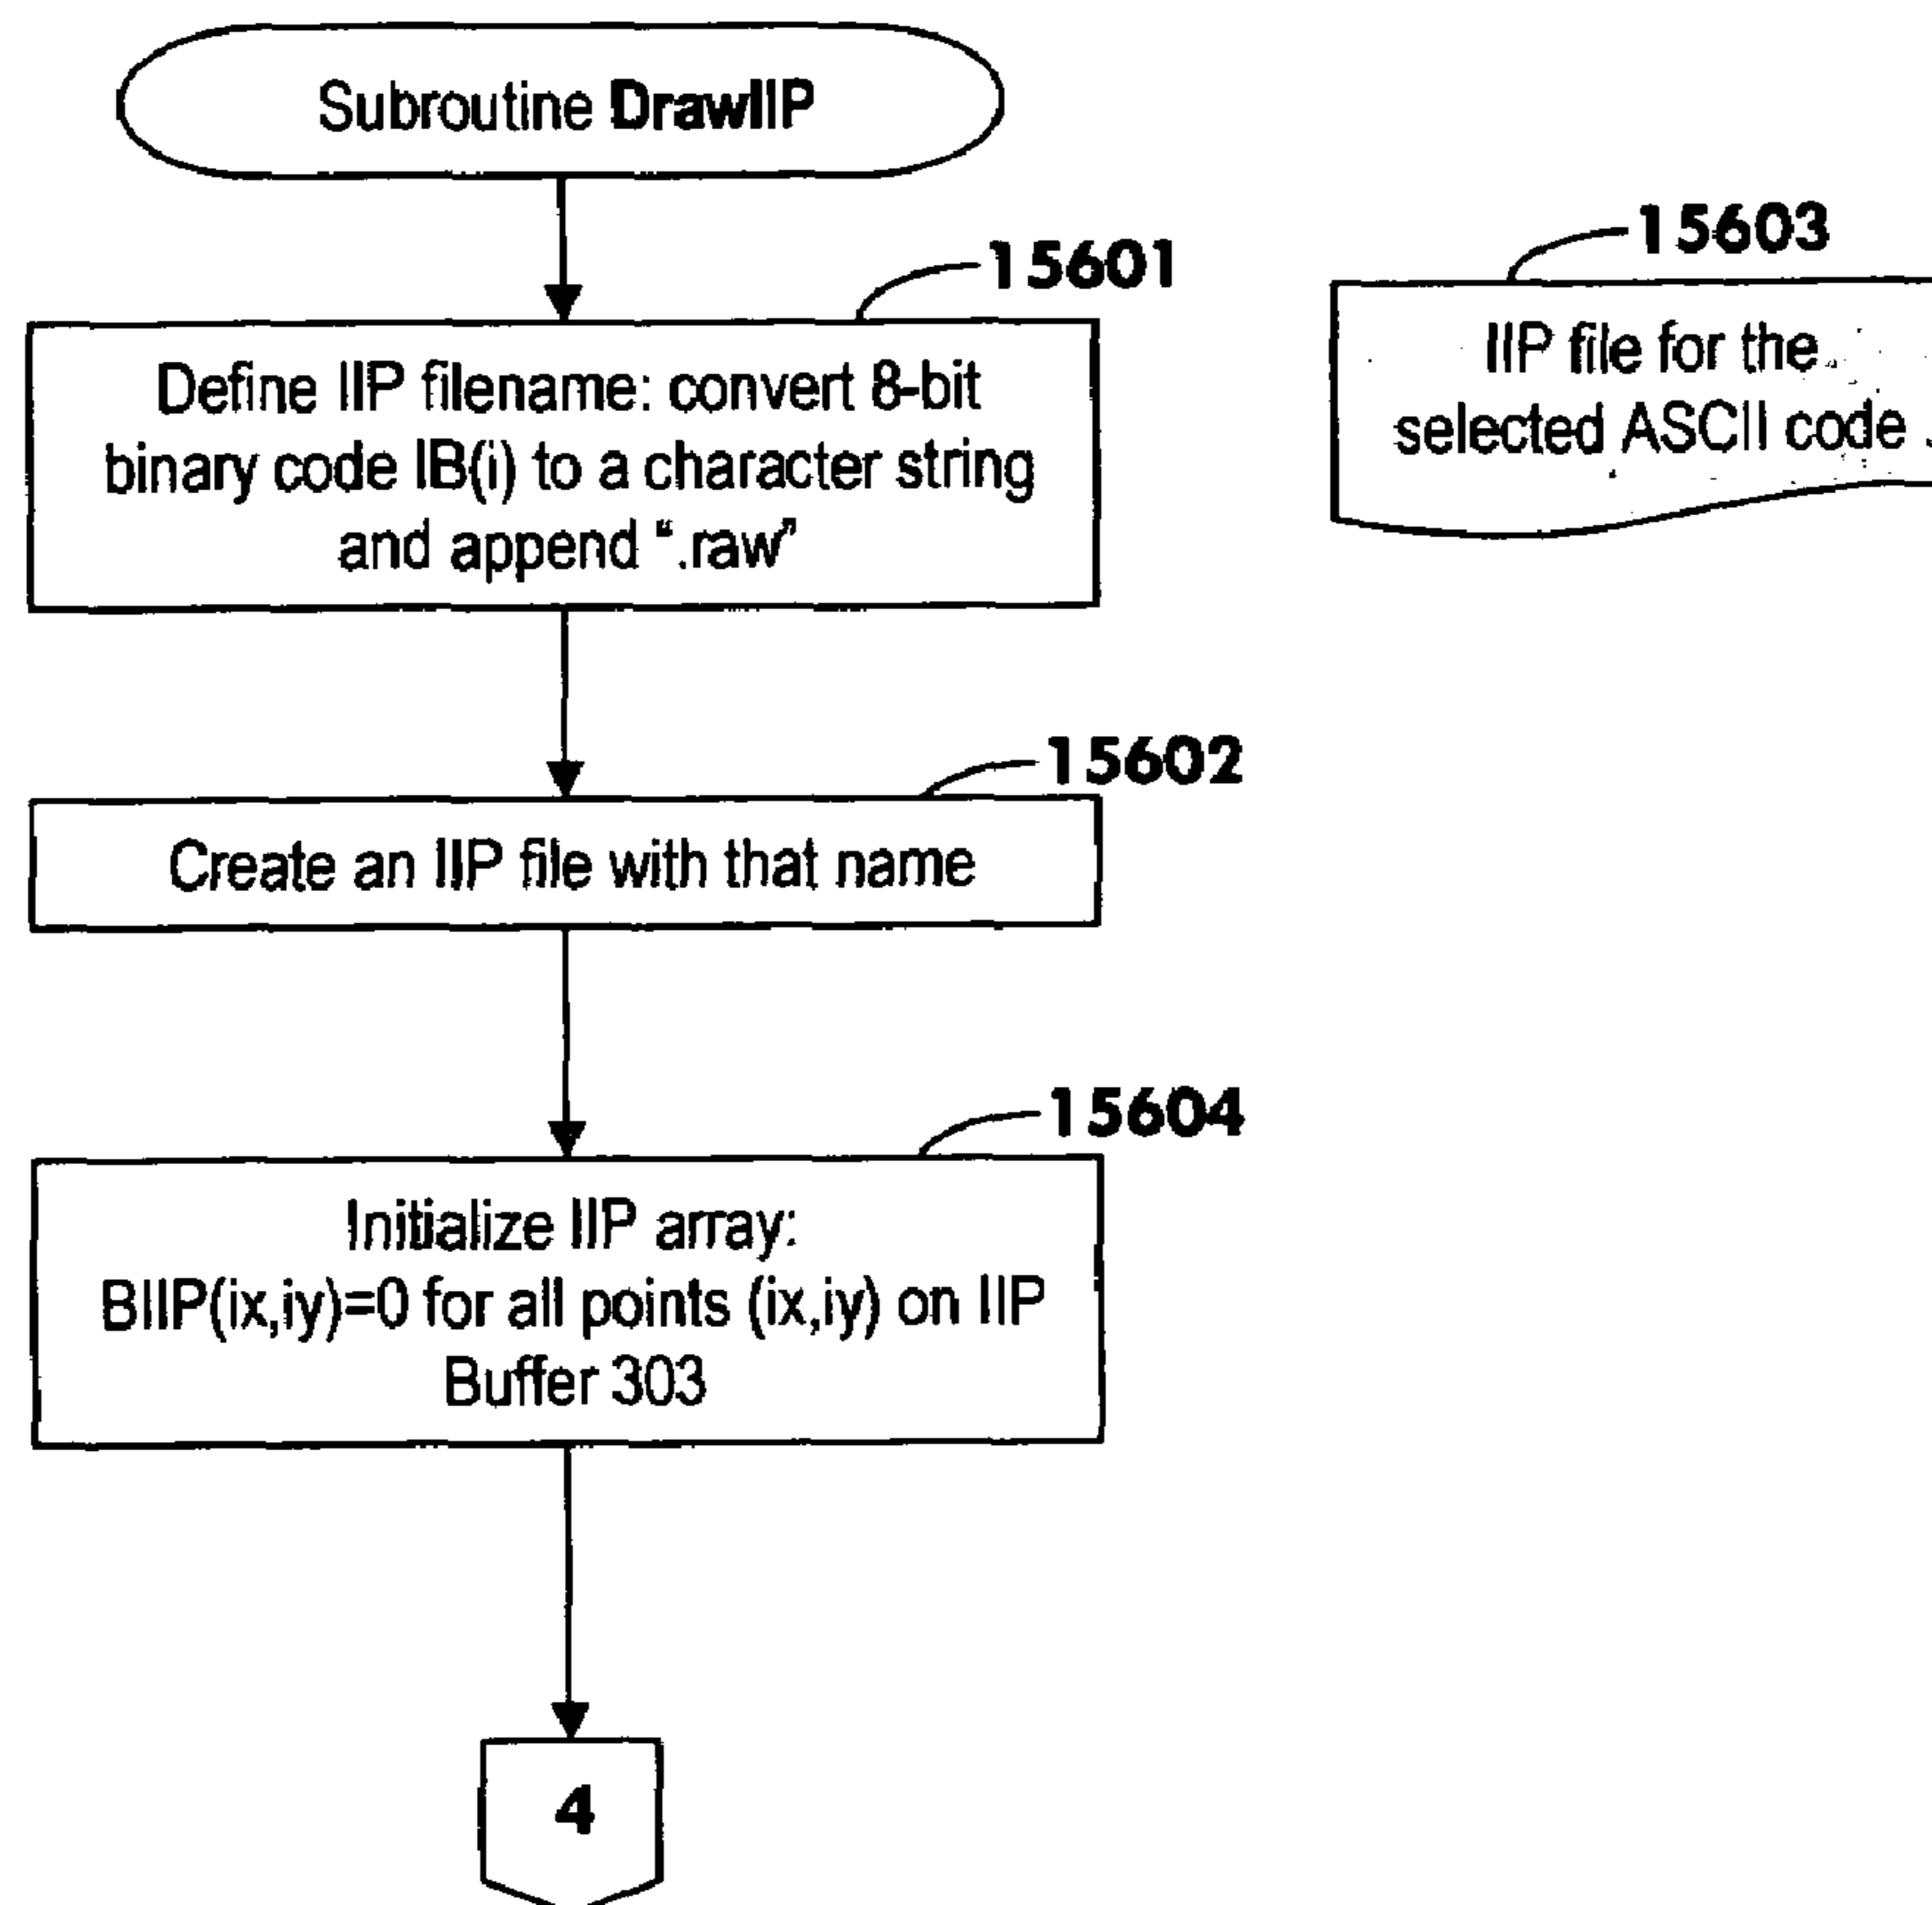 Subroutine DrawIIP
15601
Define IIP filename: convert 8-bit
binary code IB(i) to a character string
and append ".raw"
15603
IIP file for the
selected ASCII code
15602
Create an IIP file with that name
15604
Initialize IIP array:
BIIP(ix,iy)=0 for all points (ix,iy) on IIP
Buffer 303
4